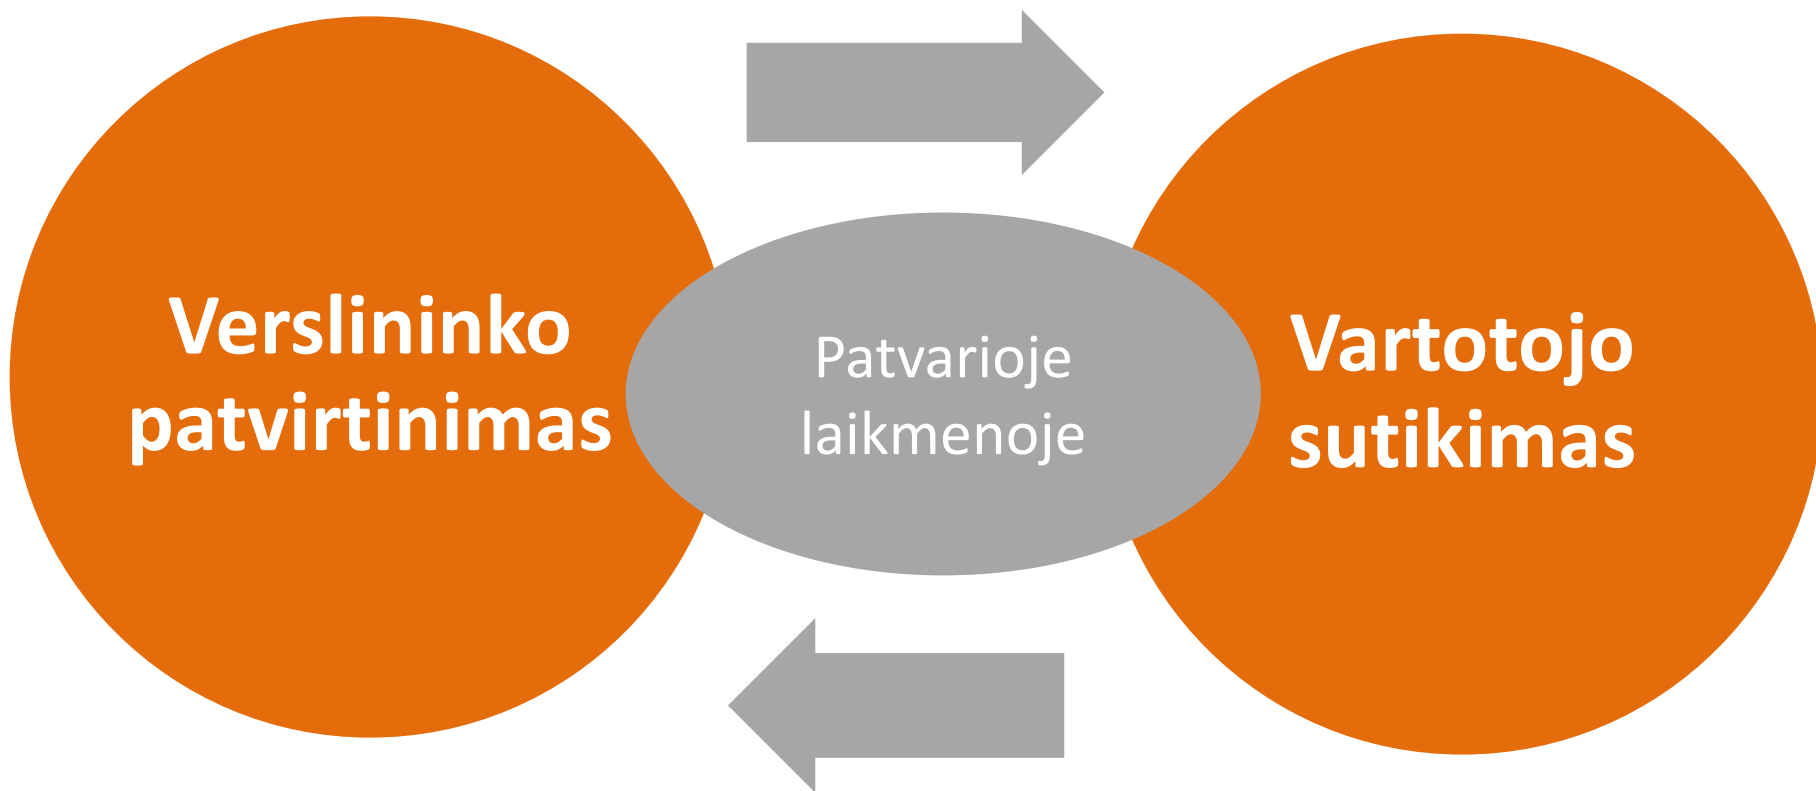 Verslininko
patvirtinimas
Patvarioje
laikmenoje
Vartotojo
sutikimas